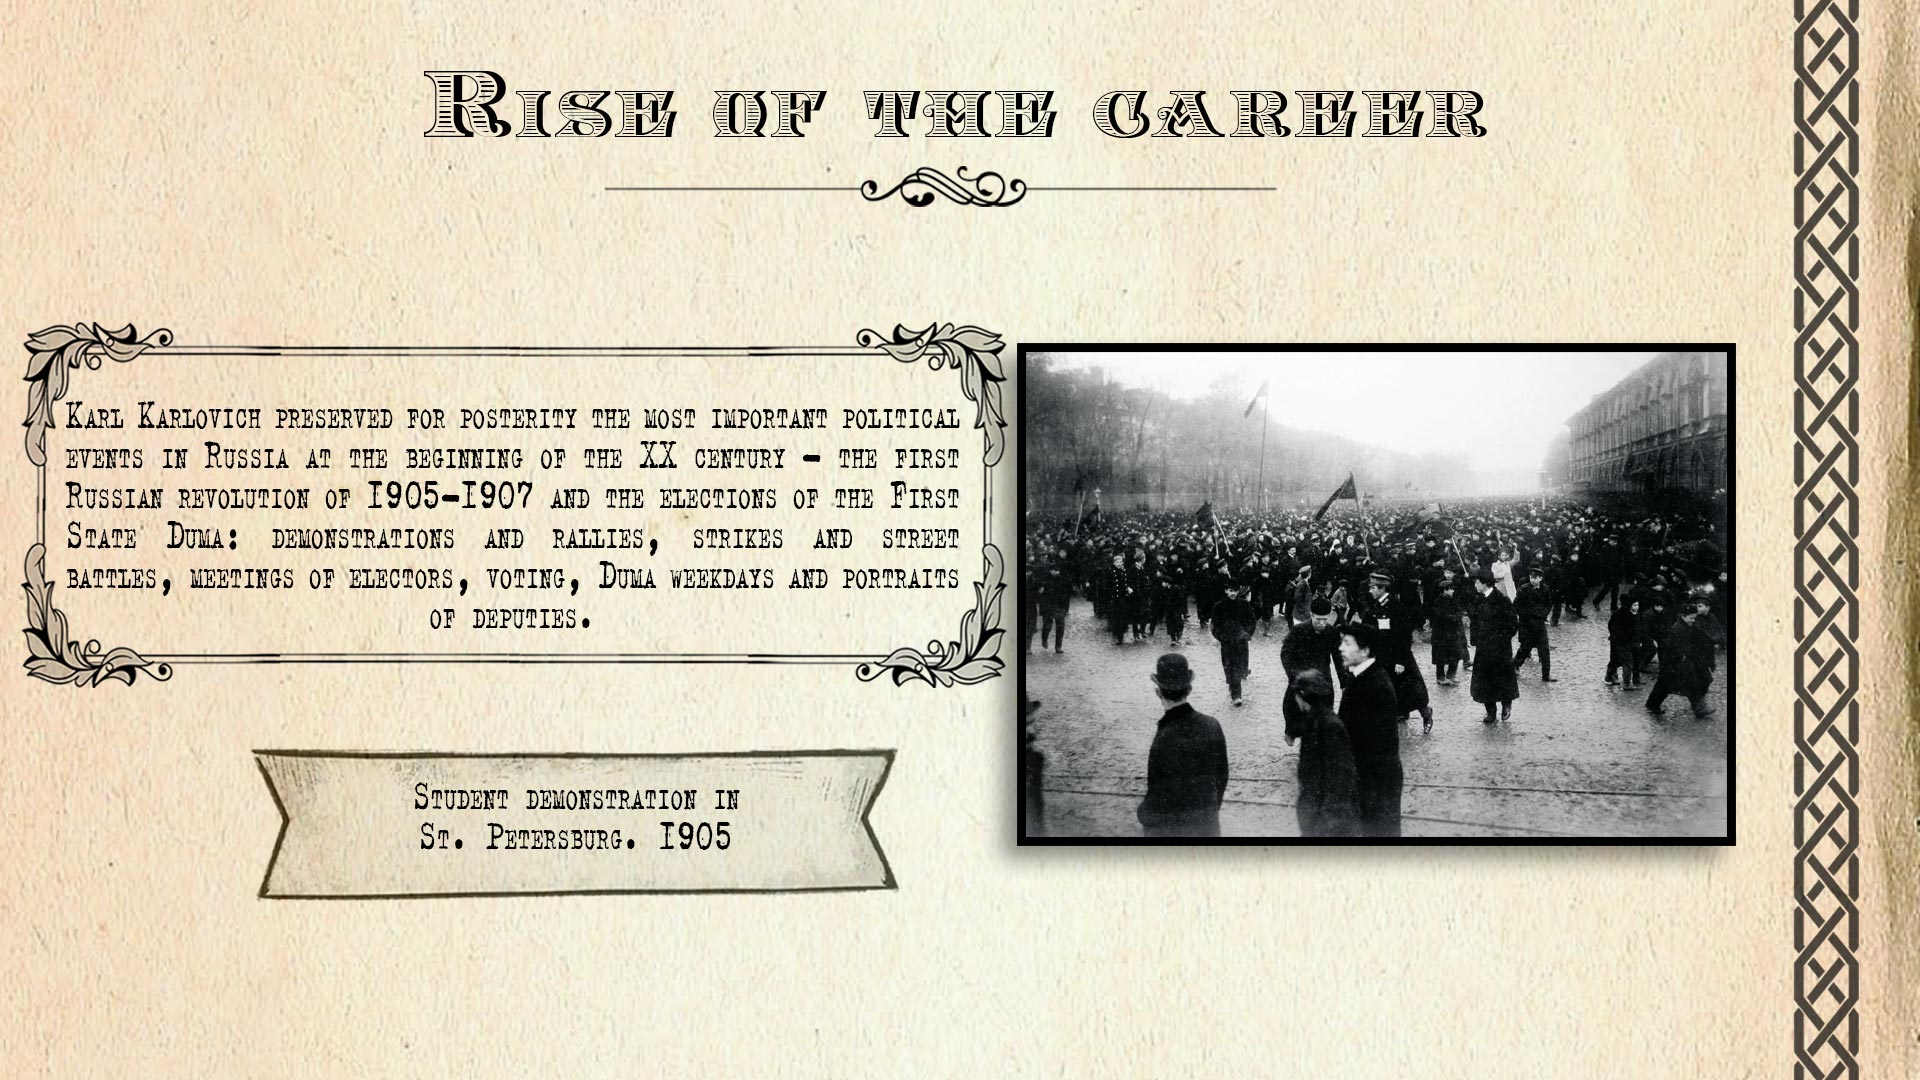 Rise of the career
Karl Karlovich preserved for posterity the most important political
events in Russia at the beginning of the XX century – the first
Russian revolution of 1905–1907 and the elections of the First
State Duma: demonstrations and rallies, strikes and street
battles, meetings of electors, voting, Duma weekdays and portraits
of deputies.
Student demonstration in
St. Petersburg. 1905